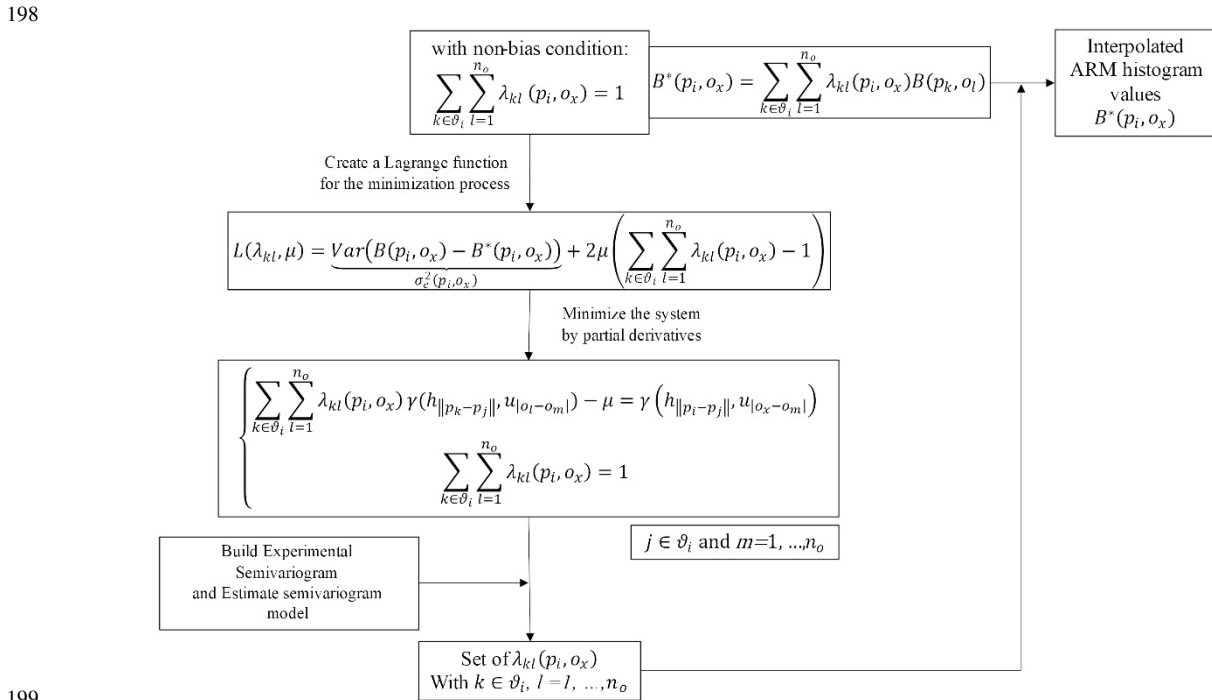 198
with non-bias condition:
∑_{k∈ϑ_i} ∑_{l=1}^{n_o} λ_{kl} (p_i, o_x) = 1
B*(p_i, o_x) = ∑_{k∈ϑ_i} ∑_{l=1}^{n_o} λ_{kl}(p_i, o_x)B(p_k, o_l)
Interpolated
ARM histogram
values
B*(p_i, o_x)
Create a Lagrange function
for the minimization process
L(λ_{kl}, μ) = Var(B(p_i, o_x) − B*(p_i, o_x)) + 2μ(∑_{k∈ϑ_i} ∑_{l=1}^{n_o} λ_{kl}(p_i, o_x) − 1)
σ_e^2(p_i,o_x)
Minimize the system
by partial derivatives
∑_{k∈ϑ_i} ∑_{l=1}^{n_o} λ_{kl}(p_i, o_x) γ(h_{‖p_k−p_j‖}, u_{|o_l−o_m|}) − μ = γ(h_{‖p_i−p_j‖}, u_{|o_x−o_m|})
∑_{k∈ϑ_i} ∑_{l=1}^{n_o} λ_{kl}(p_i, o_x) = 1
j ∈ ϑ_i and m=1, ...,n_o
Build Experimental
Semivariogram
and Estimate semivariogram
model
Set of λ_{kl}(p_i, o_x)
With k ∈ ϑ_i, l =1, ...,n_o
199